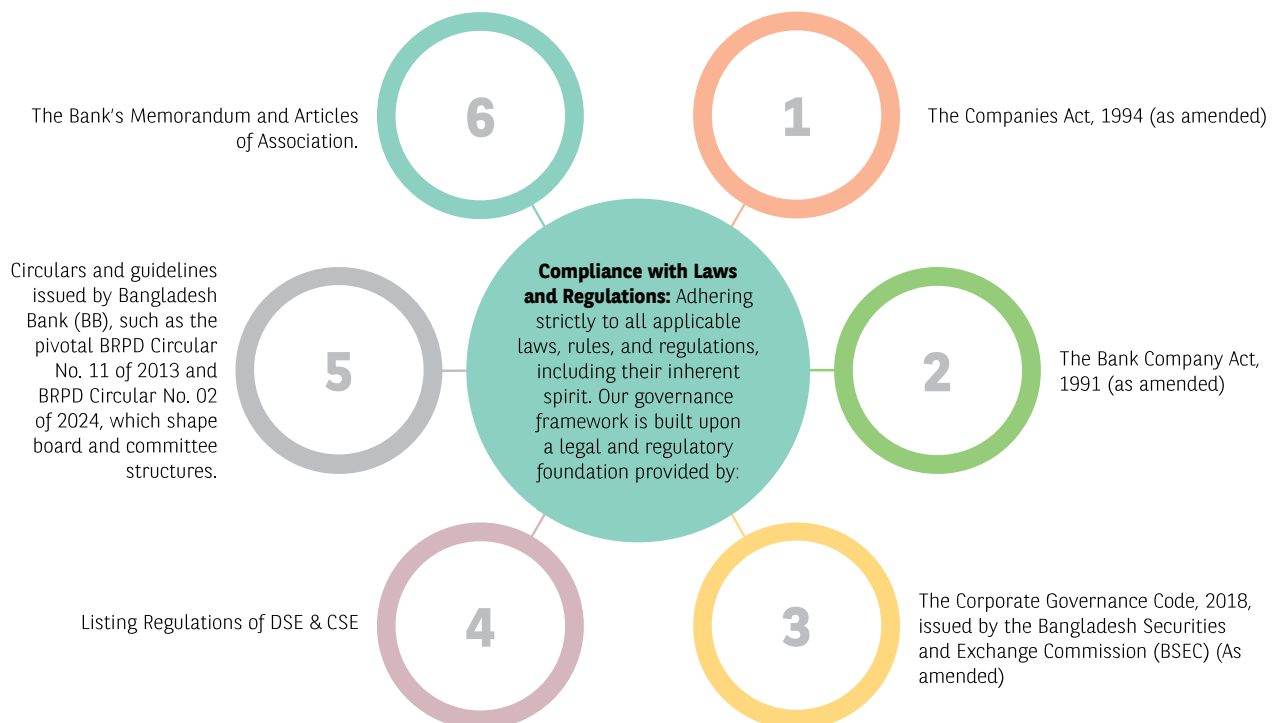 Compliance with Laws
and Regulations: Adhering
strictly to all applicable
laws, rules, and regulations,
including their inherent
spirit. Our governance
framework is built upon
a legal and regulatory
foundation provided by:
1
The Companies Act, 1994 (as amended)
2
The Bank Company Act,
1991 (as amended)
3
The Corporate Governance Code, 2018,
issued by the Bangladesh Securities
and Exchange Commission (BSEC) (As
amended)
4
Listing Regulations of DSE & CSE
5
Circulars and guidelines
issued by Bangladesh
Bank (BB), such as the
pivotal BRPD Circular
No. 11 of 2013 and
BRPD Circular No. 02
of 2024, which shape
board and committee
structures.
6
The Bank's Memorandum and Articles
of Association.